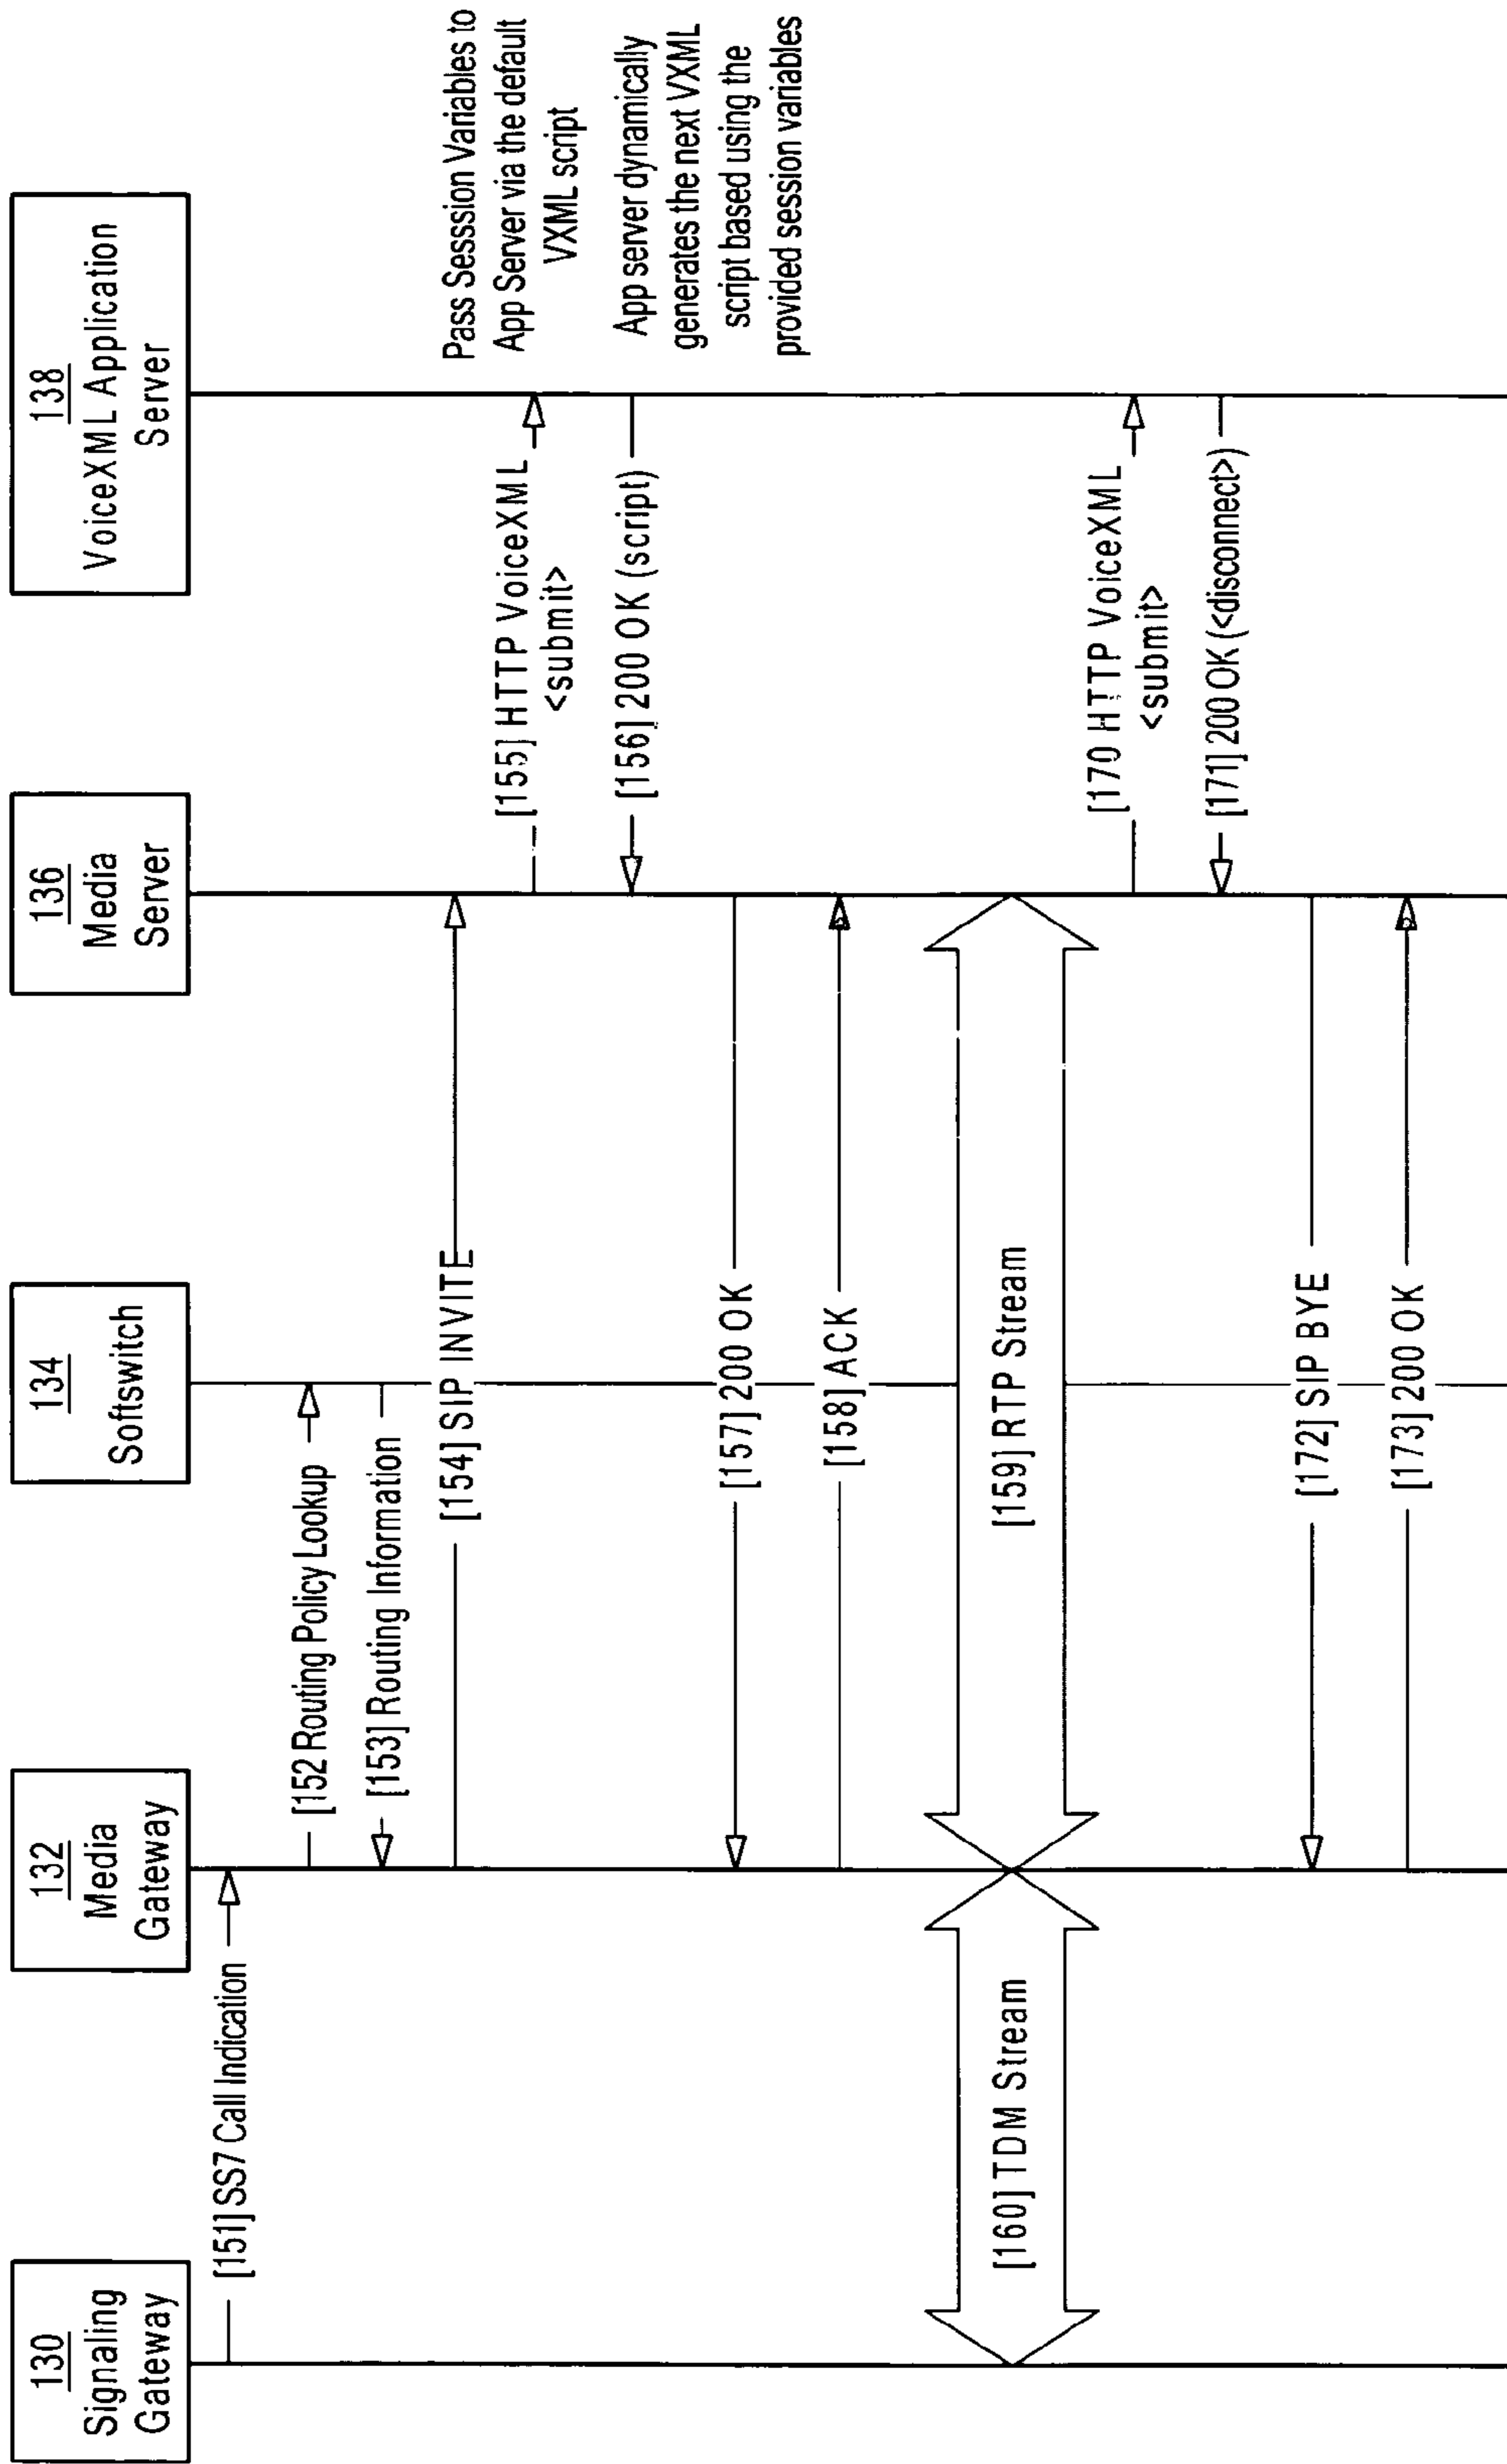 130
Signaling
Gateway
132
Media
Gateway
134
Softswitch
136
Media
Server
138
VoiceXML Application
Server
[151] SS7 Call Indication
[152 Routing Policy Lookup
[153] Routing Information
[154] SIP INVITE
[155] HTTP VoiceXML
<submit>
Pass Sesssion Variables to
App Server via the default
VXML script
[156] 200 OK (script)
App server dynamically
generates the next VXML
script based using the
provided session variables
[157] 200 OK
[158] ACK
[159] RTP Stream
[160] TDM Stream
[170 HTTP VoiceXML
<submit>
[171] 200 OK (<disconnect>)
[172] SIP BYE
[173] 200 OK